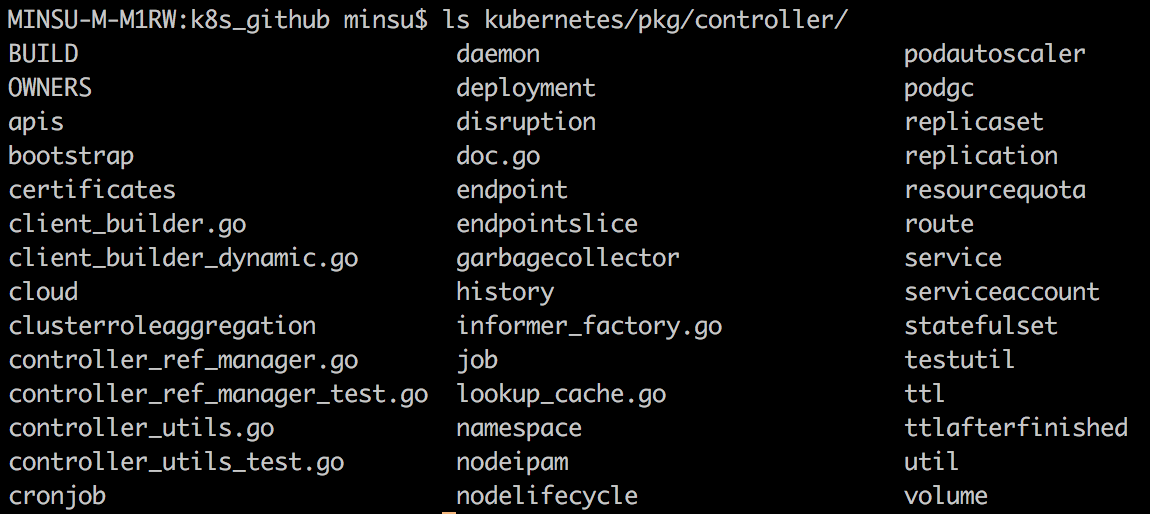 MINSU-M-M1RW:k8s_github minsu$ ls kubernetes/pkg/controller/
BUILD daemon podautoscaler
OWNERS deployment podgc
apis disruption replicaset
bootstrap doc.go replication
certificates endpoint resourcequota
client_builder.go endpointslice route
client_builder_dynamic.go garbagecollector service
cloud history serviceaccount
clusterroleaggregation informer_factory.go statefulset
controller_ref_manager.go job testutil
controller_ref_manager_test.go lookup_cache.go ttl
controller_utils.go namespace ttlafterfinished
controller_utils_test.go nodeipam util
cronjob nodelifecycle volume